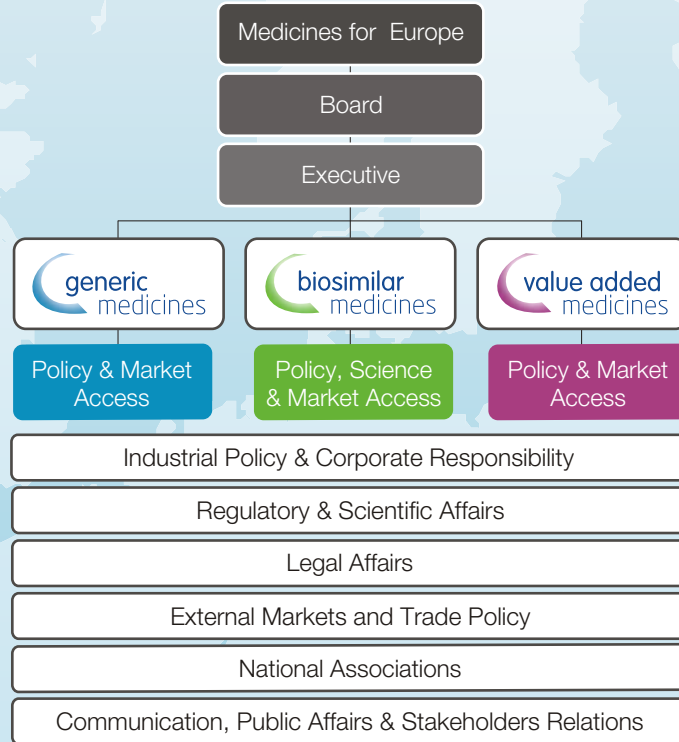 Medicines for Europe
Board
Executive
generic
medicines
biosimilar
medicines
value added
medicines
Policy & Market
Access
Policy, Science
& Market Access
Policy & Market
Access
Industrial Policy & Corporate Responsibility
Regulatory & Scientific Affairs
Legal Affairs
External Markets and Trade Policy
National Associations
Communication, Public Affairs & Stakeholders Relations